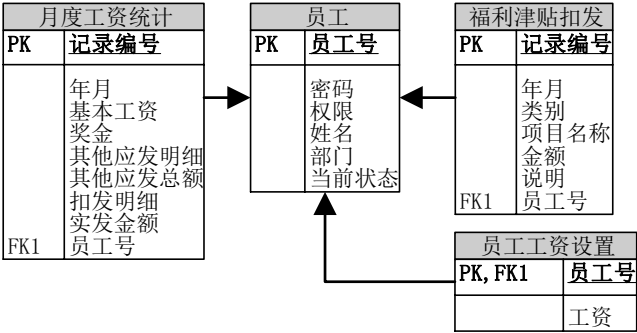 月度工资统计
PK 记录编号
年月
基本工资
奖金
其他应发明细
其他应发总额
扣发明细
实发金额
FK1 员工号
员工
PK 员工号
密码
权限
姓名
部门
当前状态
福利津贴扣发
PK 记录编号
年月
类别
项目名称
金额
说明
FK1 员工号
员工工资设置
PK,FK1 员工号
工资